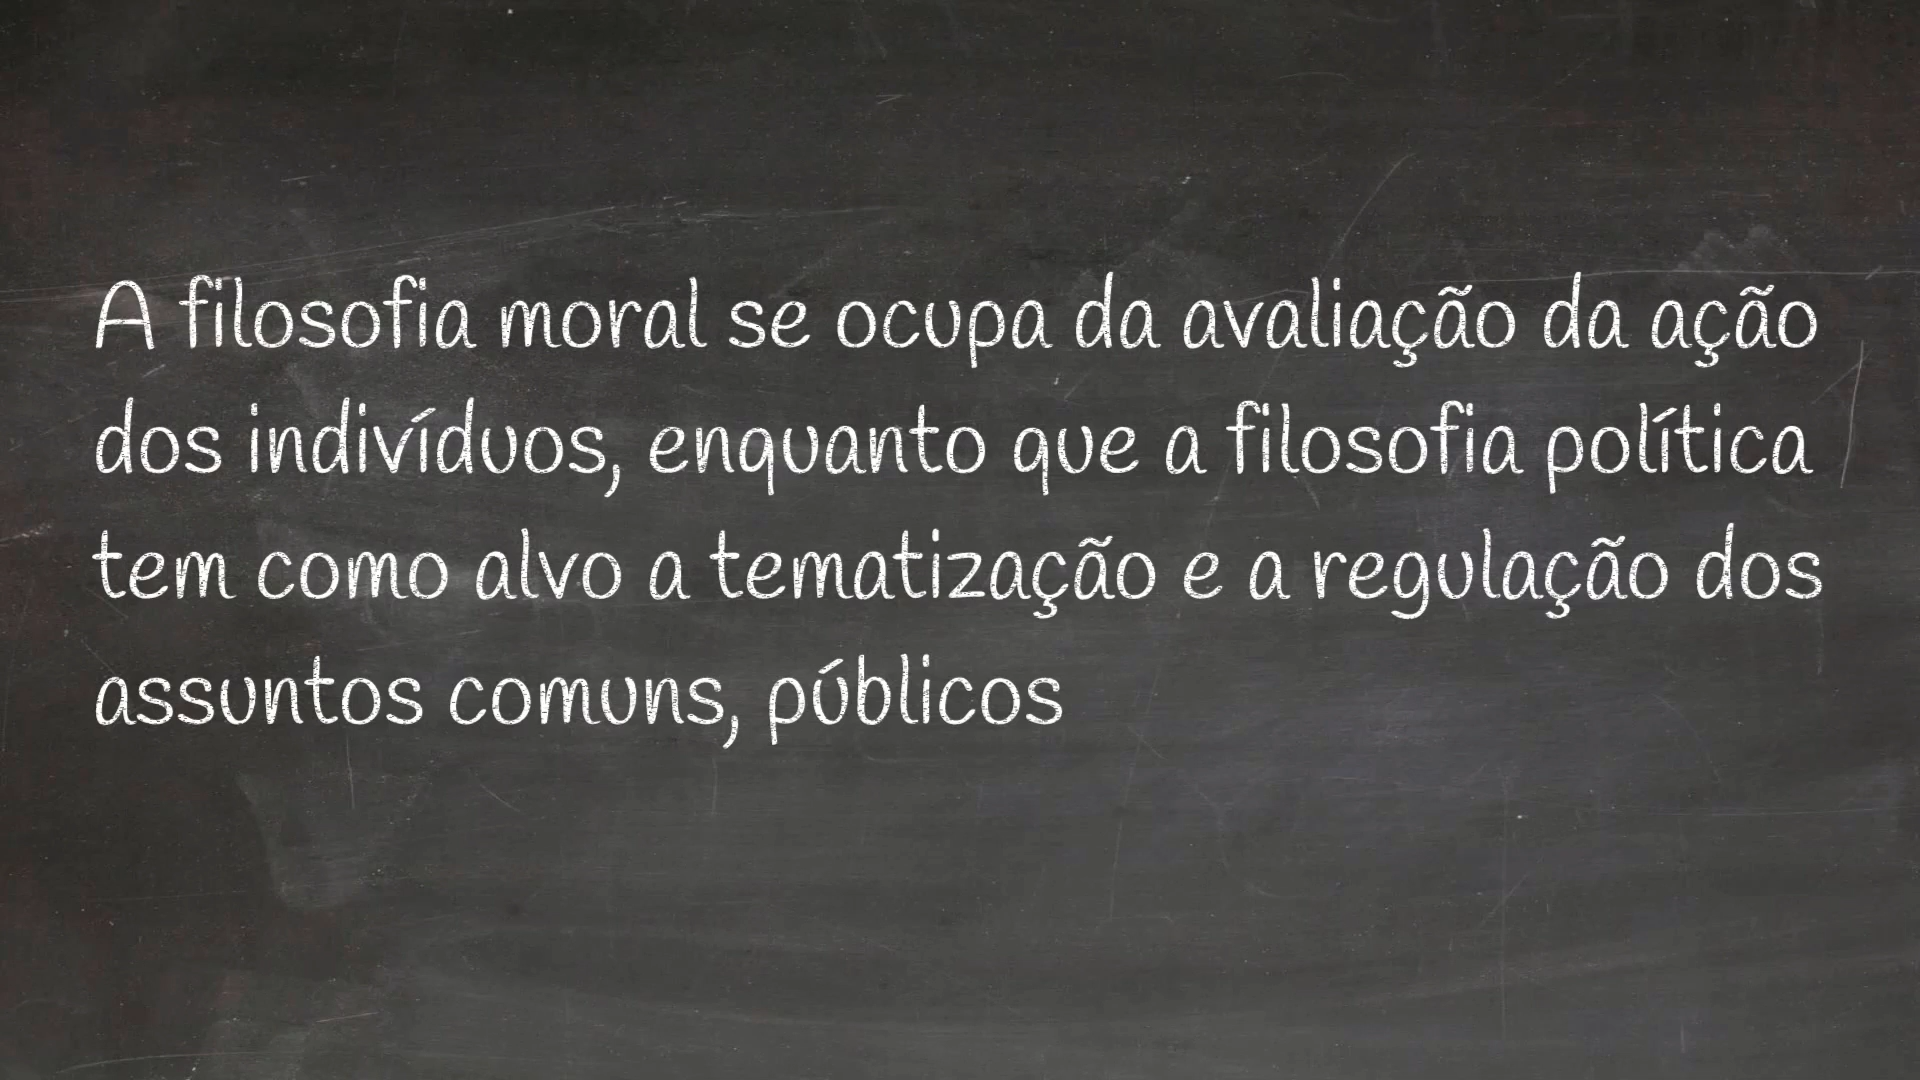 A filosofia moral se ocupa da avaliação da ação
dos indivíduos, enquanto que a filosofia política
tem como alvo a tematização e a regulação dos
assuntos comuns, públicos